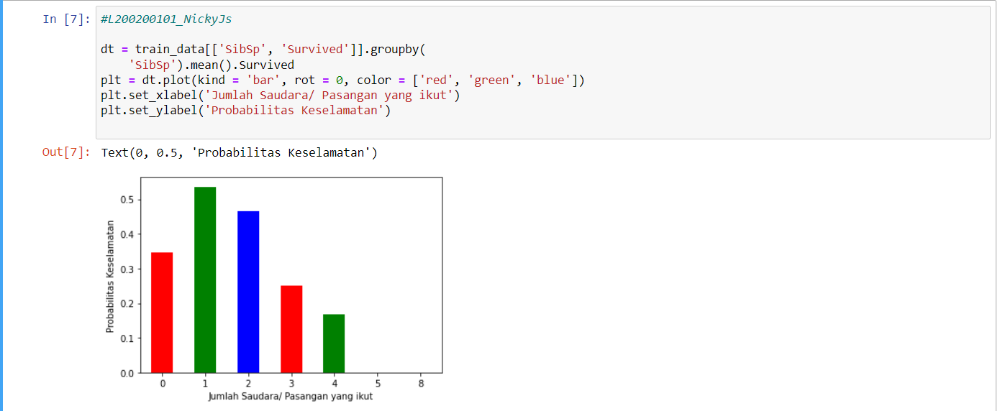 In [7]:
#L200200101_NickyJs
dt = train_data[['SibSp', 'Survived']].groupby(
    'SibSp').mean().Survived
plt = dt.plot(kind = 'bar', rot = 0, color = ['red', 'green', 'blue'])
plt.set_xlabel('Jumlah Saudara/ Pasangan yang ikut')
plt.set_ylabel('Probabilitas Keselamatan')
Out[7]:
Text(0, 0.5, 'Probabilitas Keselamatan')
Probabilitas Keselamatan
0.5
0.4
0.3
0.2
0.1
0.0
0 1 2 3 4 5 8
Jumlah Saudara/ Pasangan yang ikut